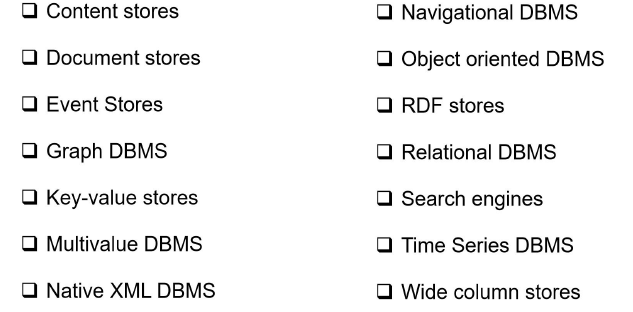 ❑ Content stores
❑ Document stores
❑ Event Stores
❑ Graph DBMS
❑ Key-value stores
❑ Multivalue DBMS
❑ Native XML DBMS
❑ Navigational DBMS
❑ Object oriented DBMS
❑ RDF stores
❑ Relational DBMS
❑ Search engines
❑ Time Series DBMS
❑ Wide column stores